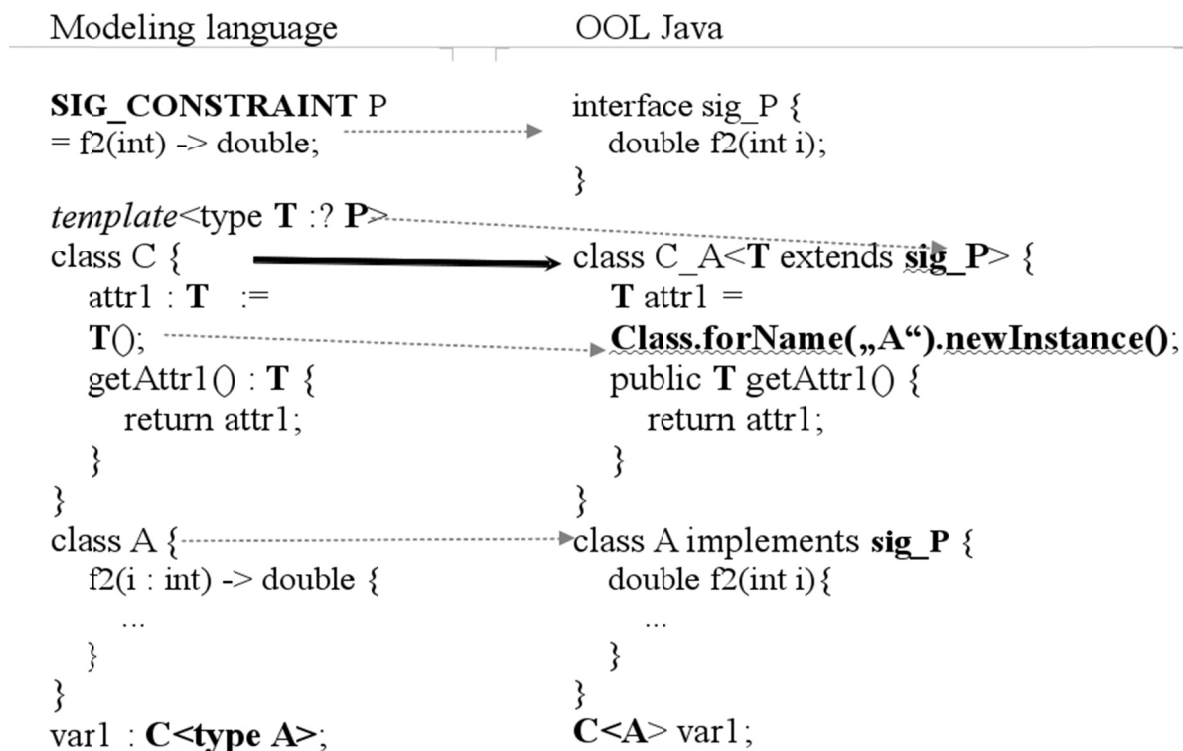 Modeling language
SIG_CONSTRAINT P
= f2(int) -> double;
template<type T :? P>
class C {
attr1 : T :=
T();
getAttr1() : T {
return attr1;
}
}
class A {
f2(i : int) -> double {
...
}
}
var1 : C<type A>;
OOL Java
interface sig_P {
double f2(int i);
}
class C_A<T extends sig_P> {
T attr1 =
Class.forName(„A“).newInstance();
public T getAttr1() {
return attr1;
}
}
class A implements sig_P {
double f2(int i){
...
}
}
C<A> var1;